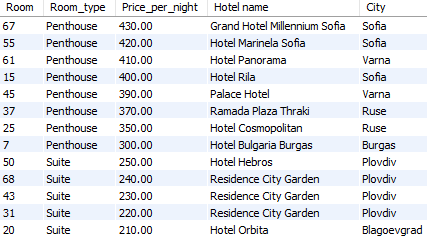 Room Room_type Price_per_night Hotel name City
67 Penthouse 430.00 Grand Hotel Millennium Sofia Sofia
55 Penthouse 420.00 Hotel Marinela Sofia Sofia
61 Penthouse 410.00 Hotel Panorama Varna
15 Penthouse 400.00 Hotel Rila Sofia
45 Penthouse 390.00 Palace Hotel Varna
37 Penthouse 370.00 Ramada Plaza Thraki Ruse
25 Penthouse 350.00 Hotel Cosmopolitan Ruse
7 Penthouse 300.00 Hotel Bulgaria Burgas Burgas
50 Suite 250.00 Hotel Hebros Plovdiv
68 Suite 240.00 Residence City Garden Plovdiv
43 Suite 230.00 Residence City Garden Plovdiv
31 Suite 220.00 Residence City Garden Plovdiv
20 Suite 210.00 Hotel Orbita Blagoevgrad